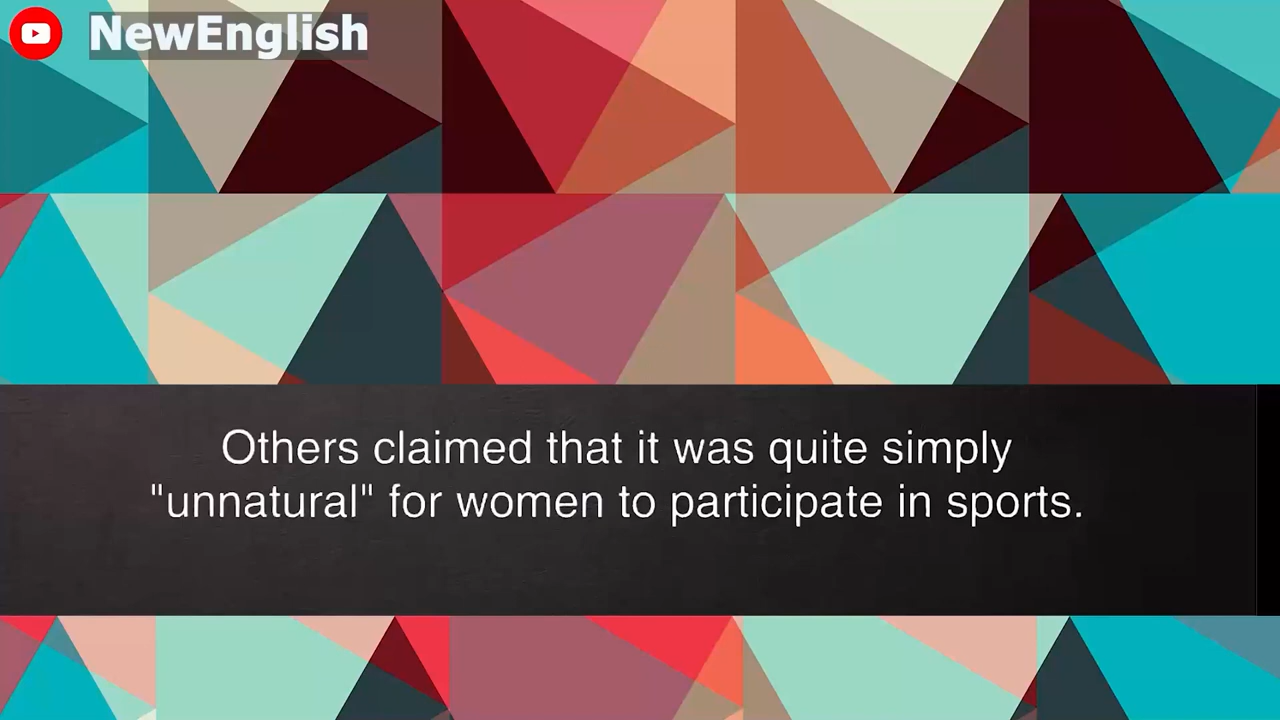 NewEnglish
Others claimed that it was quite simply
"unnatural" for women to participate in sports.